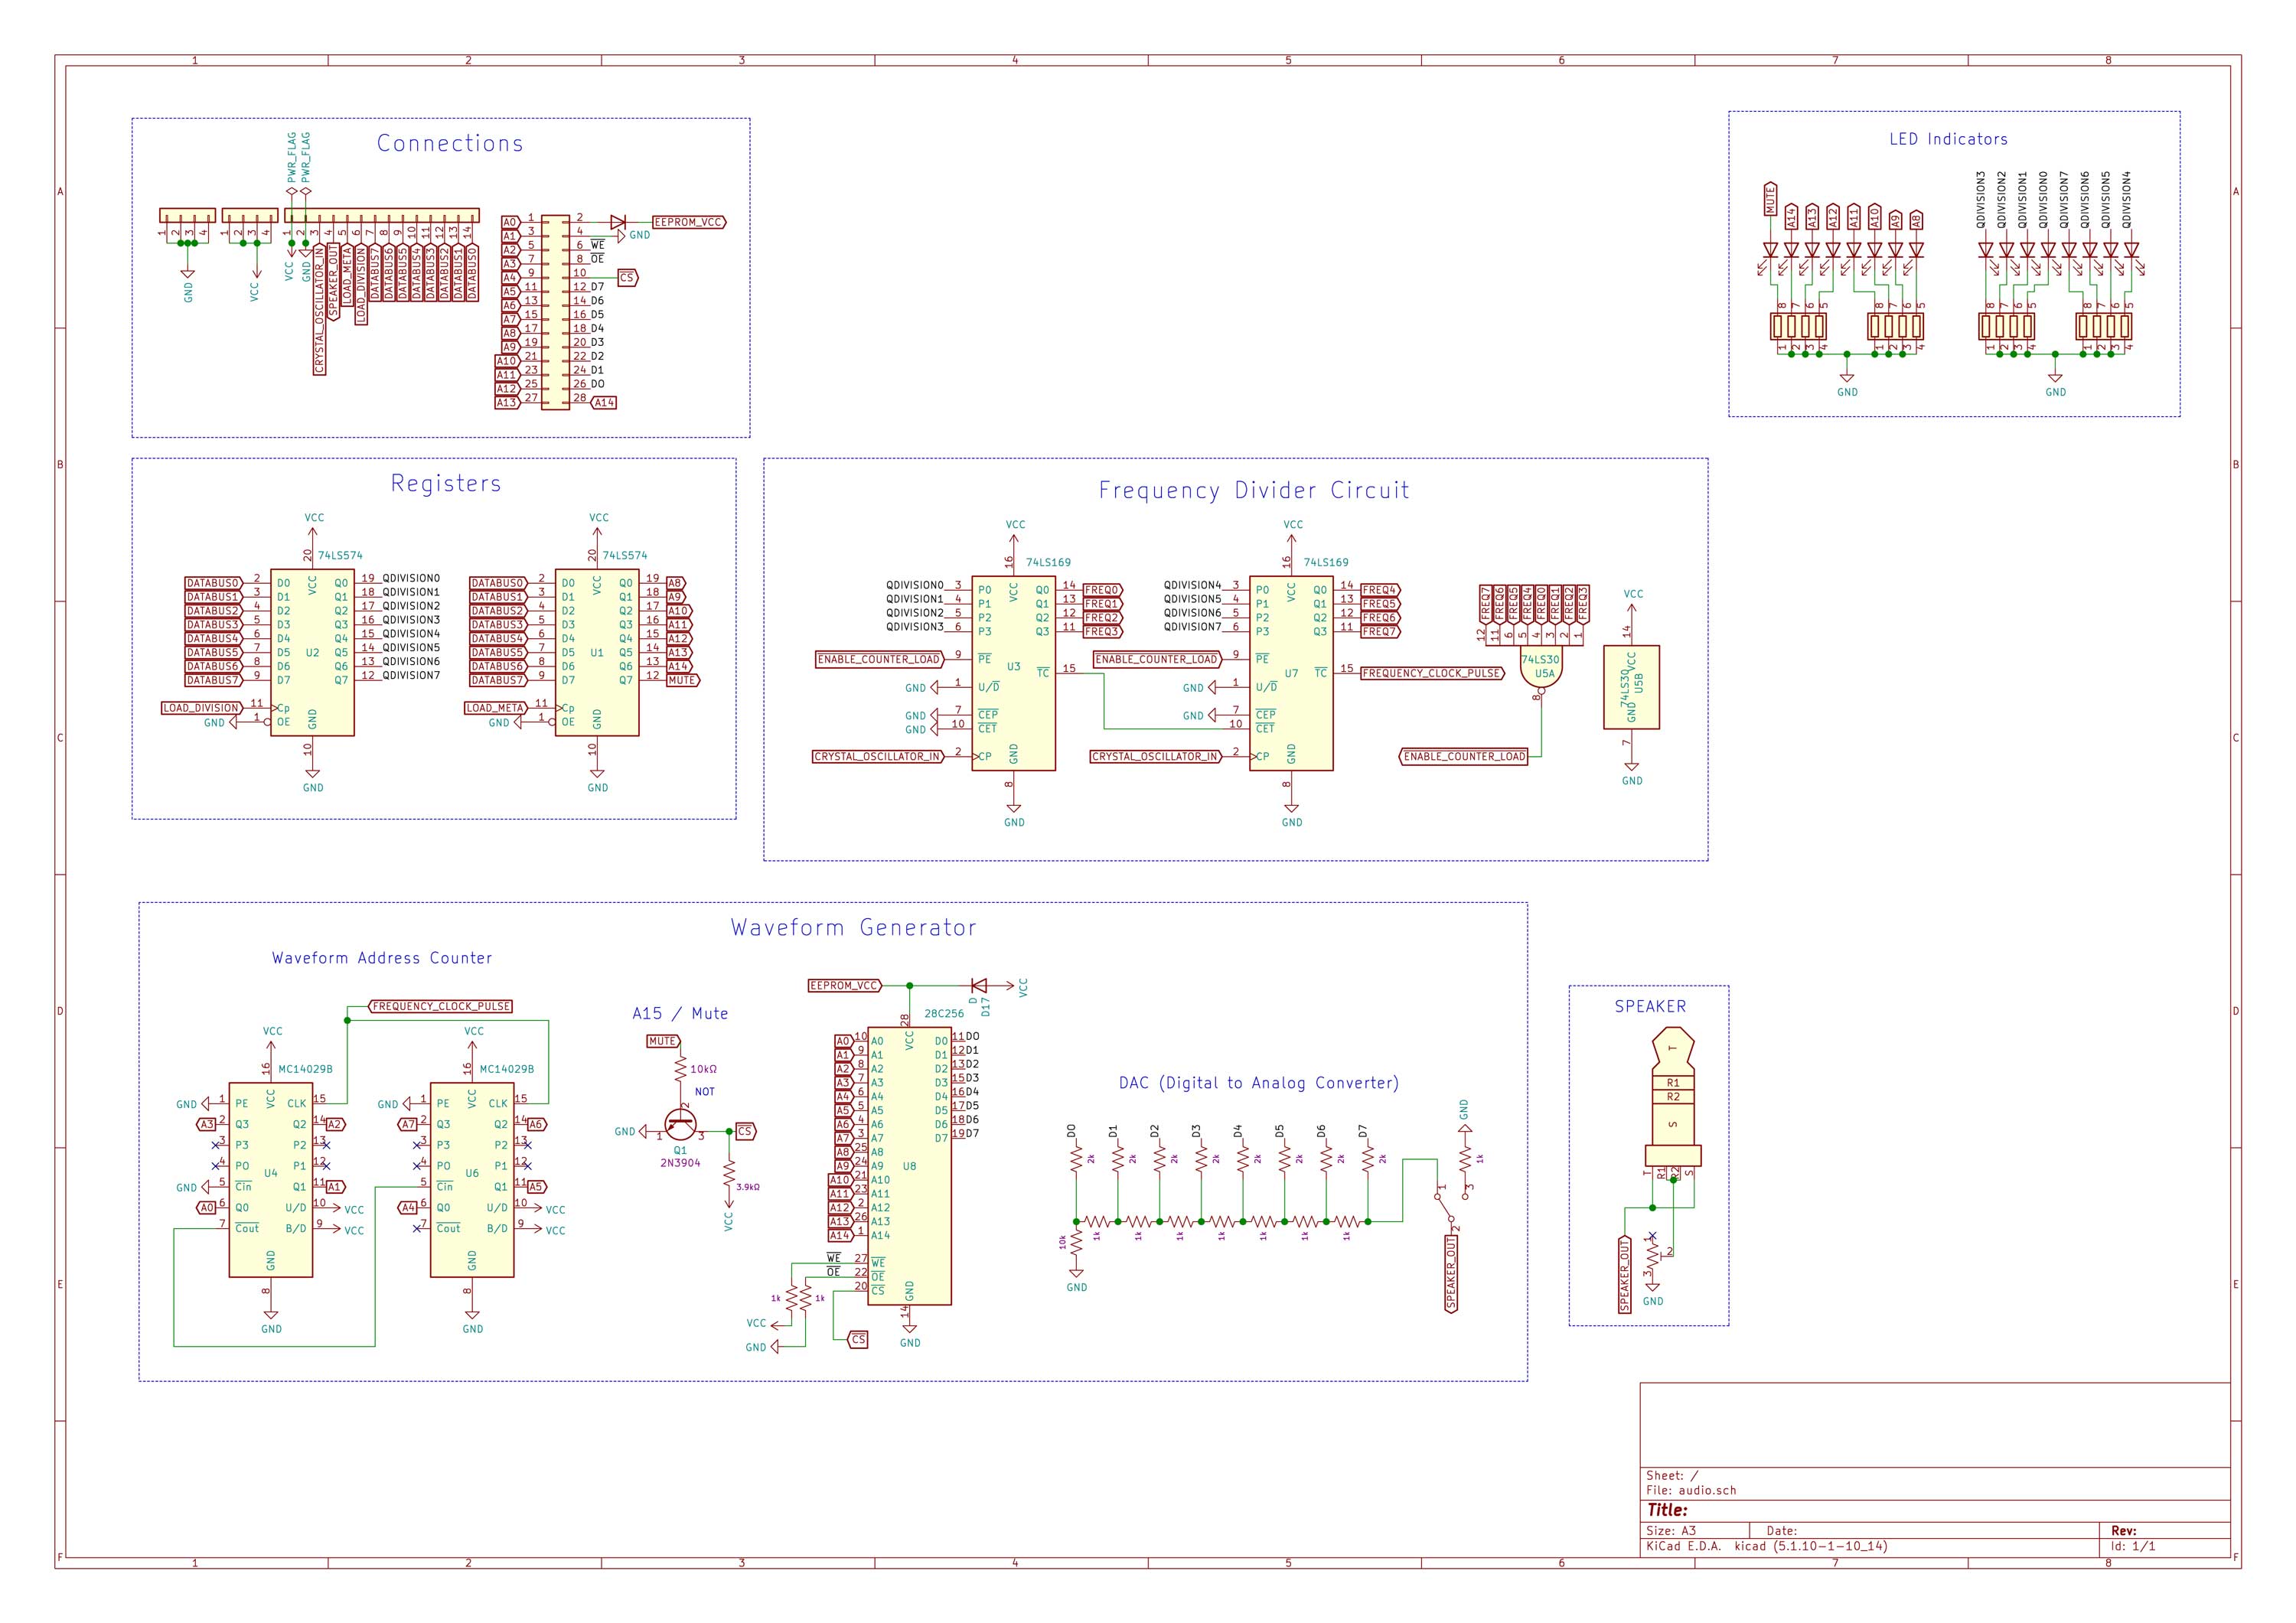 1 2 3 4 5 6 7 8
A
B
C
D
E
F
Connections
PWR_FLAG
PWR_FLAG
1 2 3 4
1 2 3 4
1 2 3 4 5 6 7 8 9 10 11 12 13 14
GND
VCC
VCC
GND
CRYSTAL_OSCILLATOR_IN
SPEAKER_OUT
LOAD_META
LOAD_DIVISION
DATABUS7
DATABUS6
DATABUS5
DATABUS4
DATABUS3
DATABUS2
DATABUS1
DATABUS0
A0 1 2 EEPROM_VCC
A1 3 4 GND
A2 5 6 WE
A3 7 8 OE
A4 9 10 CS
A5 11 12 D7
A6 13 14 D6
A7 15 16 D5
A8 17 18 D4
A9 19 20 D3
A10 21 22 D2
A11 23 24 D1
A12 25 26 D0
A13 27 28 A14
LED Indicators
MUTE A14 A13 A12 A11 A10 A9 A8
QDIVISION3 QDIVISION2 QDIVISION1 QDIVISION0 QDIVISION7 QDIVISION6 QDIVISION5 QDIVISION4
8 7 6 5 8 7 6 5 8 7 6 5 8 7 6 5
1 2 3 4 1 2 3 4 1 2 3 4 1 2 3 4
GND GND
Registers
VCC
20 74LS574
DATABUS0 2 D0 VCC Q0 19 QDIVISION0
DATABUS1 3 D1 Q1 18 QDIVISION1
DATABUS2 4 D2 Q2 17 QDIVISION2
DATABUS3 5 D3 Q3 16 QDIVISION3
DATABUS4 6 D4 Q4 15 QDIVISION4
DATABUS5 7 D5 U2 Q5 14 QDIVISION5
DATABUS6 8 D6 Q6 13 QDIVISION6
DATABUS7 9 D7 Q7 12 QDIVISION7
LOAD_DIVISION 11 Cp
GND 1 OE GND
10
GND
VCC
20 74LS574
DATABUS0 2 D0 VCC Q0 19 A8
DATABUS1 3 D1 Q1 18 A9
DATABUS2 4 D2 Q2 17 A10
DATABUS3 5 D3 Q3 16 A11
DATABUS4 6 D4 Q4 15 A12
DATABUS5 7 D5 U1 Q5 14 A13
DATABUS6 8 D6 Q6 13 A14
DATABUS7 9 D7 Q7 12 MUTE
LOAD_META 11 Cp
GND 1 OE GND
10
GND
Frequency Divider Circuit
VCC
16 74LS169
QDIVISION0 3 P0 VCC Q0 14 FREQ0
QDIVISION1 4 P1 Q1 13 FREQ1
QDIVISION2 5 P2 Q2 12 FREQ2
QDIVISION3 6 P3 Q3 11 FREQ3
ENABLE_COUNTER_LOAD 9 PE
U3 TC 15
GND 1 U/D
GND 7 CEP
GND 10 CET
CRYSTAL_OSCILLATOR_IN 2 CP GND
8
GND
VCC
16 74LS169
QDIVISION4 3 P0 VCC Q0 14 FREQ4
QDIVISION5 4 P1 Q1 13 FREQ5
QDIVISION6 5 P2 Q2 12 FREQ6
QDIVISION7 6 P3 Q3 11 FREQ7
ENABLE_COUNTER_LOAD 9 PE
U7 TC 15 FREQUENCY_CLOCK_PULSE
GND 1 U/D
GND 7 CEP
10 CET
CRYSTAL_OSCILLATOR_IN 2 CP GND
8
GND
FREQ7 FREQ6 FREQ5 FREQ4 FREQ0 FREQ1 FREQ2 FREQ3
12 11 6 5 4 3 2 1
74LS30
U5A
8
ENABLE_COUNTER_LOAD
VCC
14
VCC
74LS30
U5B
GND
7
GND
Waveform Generator
Waveform Address Counter
FREQUENCY_CLOCK_PULSE
VCC
16 MC14029B
GND 1 PE VCC CLK 15
A3 2 Q3 Q2 14 A2
3 P3 P2 13
4 P0 U4 P1 12
GND 5 Cin Q1 11 A1
A0 6 Q0 U/D 10 VCC
7 Cout B/D 9 VCC
GND
8
GND
VCC
16 MC14029B
GND 1 PE VCC CLK 15
A7 2 Q3 Q2 14 A6
3 P3 P2 13
4 P0 U6 P1 12
5 Cin Q1 11 A5
A4 6 Q0 U/D 10 VCC
7 Cout B/D 9 VCC
GND
8
GND
A15 / Mute
MUTE
10kΩ
NOT
2
GND 1 3 CS
Q1
2N3904
3.9kΩ
VCC
EEPROM_VCC
D
D17
VCC
28 28C256
A0 10 A0 VCC D0 11 D0
A1 9 A1 D1 12 D1
A2 8 A2 D2 13 D2
A3 7 A3 D3 15 D3
A4 6 A4 D4 16 D4
A5 5 A5 D5 17 D5
A6 4 A6 D6 18 D6
A7 3 A7 D7 19 D7
A8 25 A8
A9 24 A9 U8
A10 21 A10
A11 23 A11
A12 2 A12
A13 26 A13
A14 1 A14
WE 27 WE
OE 22 OE
20 CS
GND
14
GND
1k 1k
VCC
GND
CS
DAC (Digital to Analog Converter)
D0 D1 D2 D3 D4 D5 D6 D7
2k 2k 2k 2k 2k 2k 2k 2k
1k 1k 1k 1k 1k 1k 1k
10k
GND
GND
1k
1 3
2
SPEAKER_OUT
SPEAKER
T
R1
R2
S
T R1 R2 S
SPEAKER_OUT
1
2
3
GND
Sheet: /
File: audio.sch
Title:
Size: A3 Date: Rev:
KiCad E.D.A. kicad (5.1.10-1-10_14) Id: 1/1
1 2 3 4 5 6 7 8
A
B
C
D
E
F